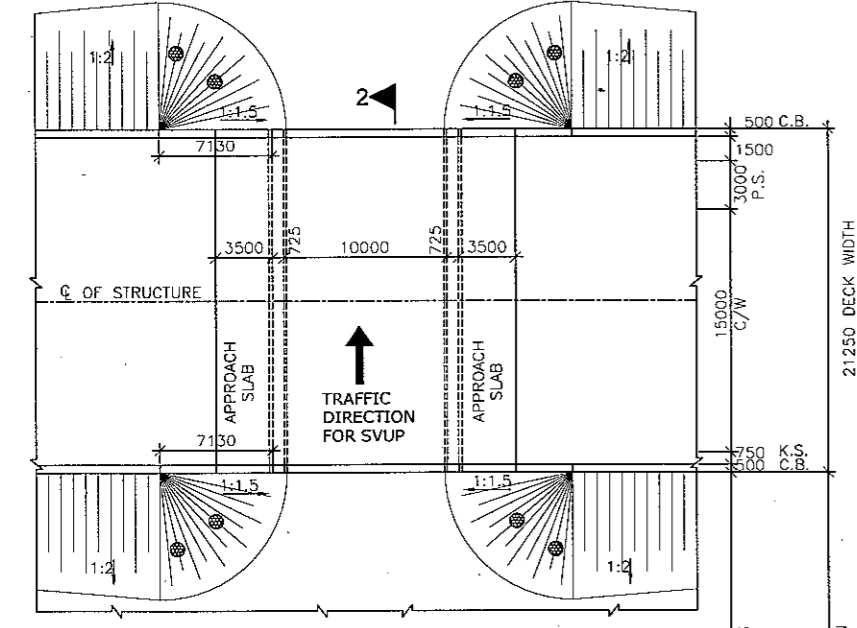 1:2
1:2
2
1:1.5
1:1.5
500 C.B.
7130
1500
3000
P.S.
3500
725
10000
725
3500
℄ OF STRUCTURE
15000
C/W
21250 DECK WIDTH
APPROACH
SLAB
TRAFFIC
DIRECTION
FOR SVUP
APPROACH
SLAB
7130
750 K.S.
500 C.B.
1:1.5
1:1.5
1:2
1:2